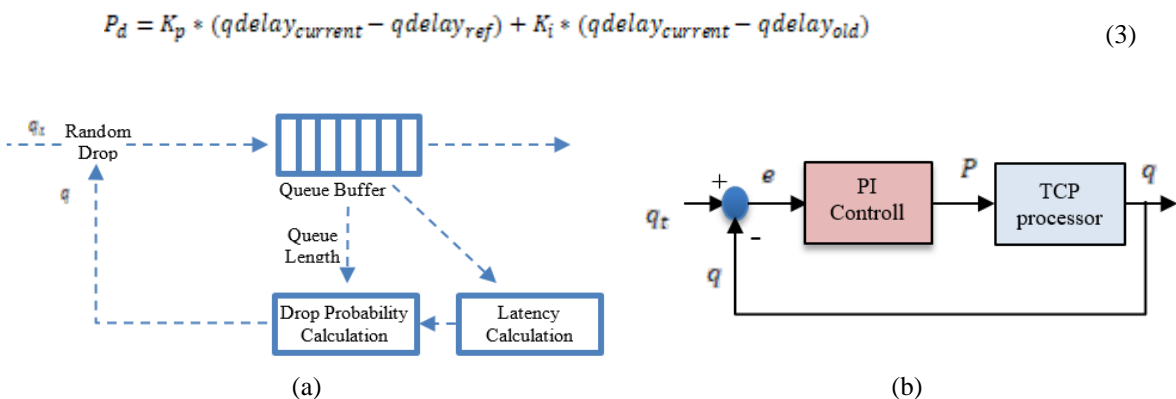 P_d = K_p * (qdelay_current − qdelay_ref) + K_i * (qdelay_current − qdelay_old) (3)
q_t
Random
Drop
q
Queue Buffer
Queue
Length
Drop Probability
Calculation
Latency
Calculation
(a)
+
e
PI
Controll
P
TCP
processor
q
q_t
-
q
(b)